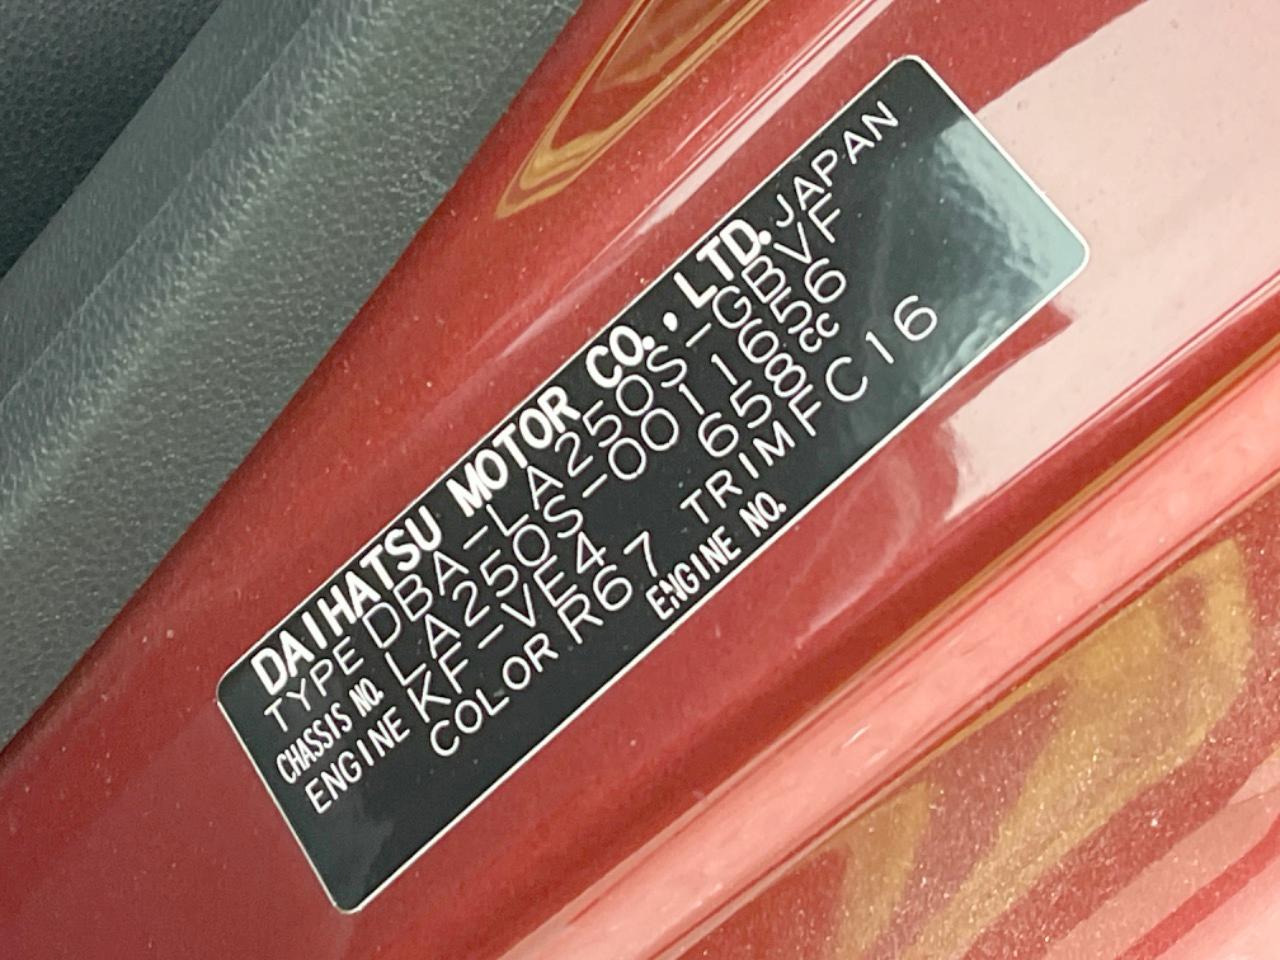 DAIHATSU MOTOR CO., LTD. JAPAN
TYPE DBA-LA250S-GBVF
CHASSIS NO. LA250S-0011656
ENGINE KF-VE4 658cc
COLOR R67 TRIM FC16
ENGINE NO.